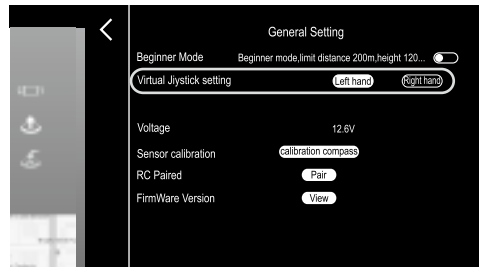 General Setting
Beginner Mode Beginner mode,limit distance 200m,height 120...
Virtual Jiystick setting Left hand Right hand
Voltage 12.6V
Sensor calibration calibration compass
RC Paired Pair
FirmWare Version View